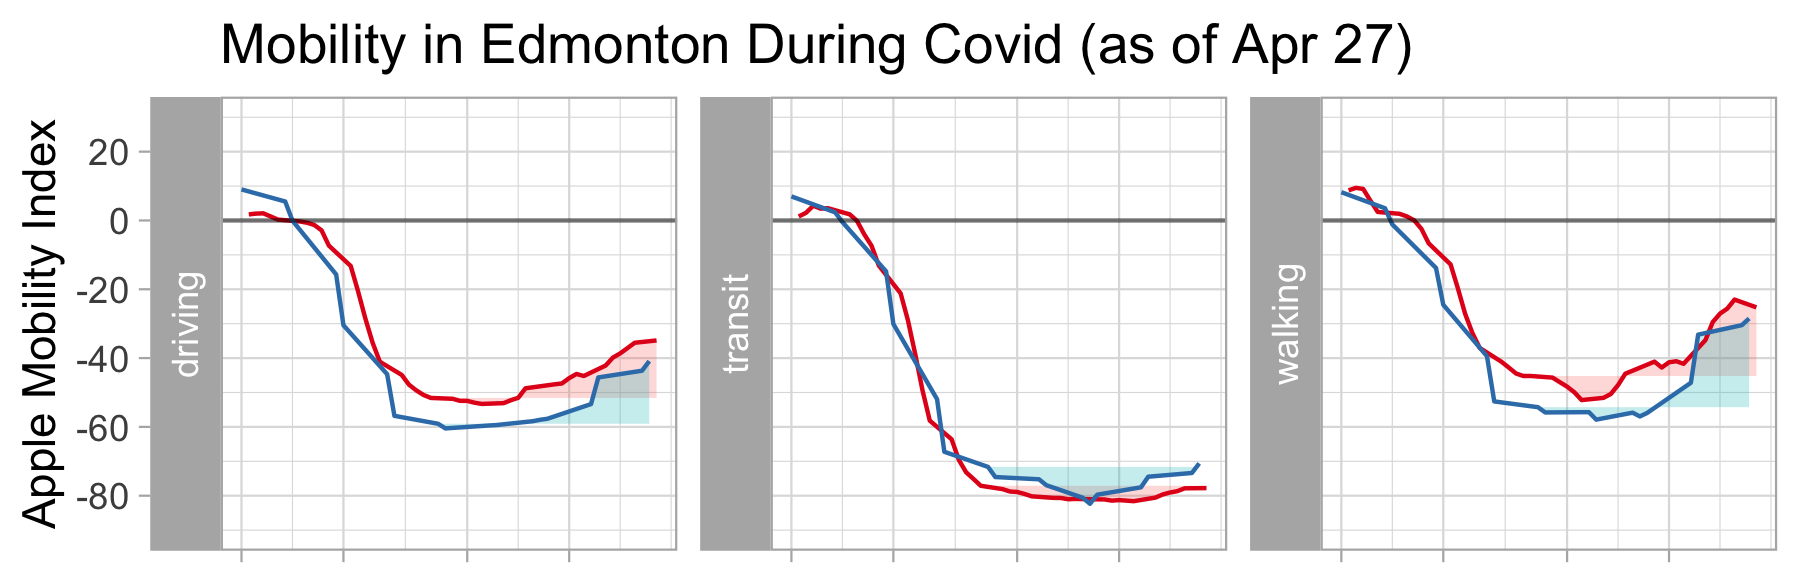 Mobility in Edmonton During Covid (as of Apr 27)
Apple Mobility Index
20
0
-20
-40
-60
-80
driving
transit
walking